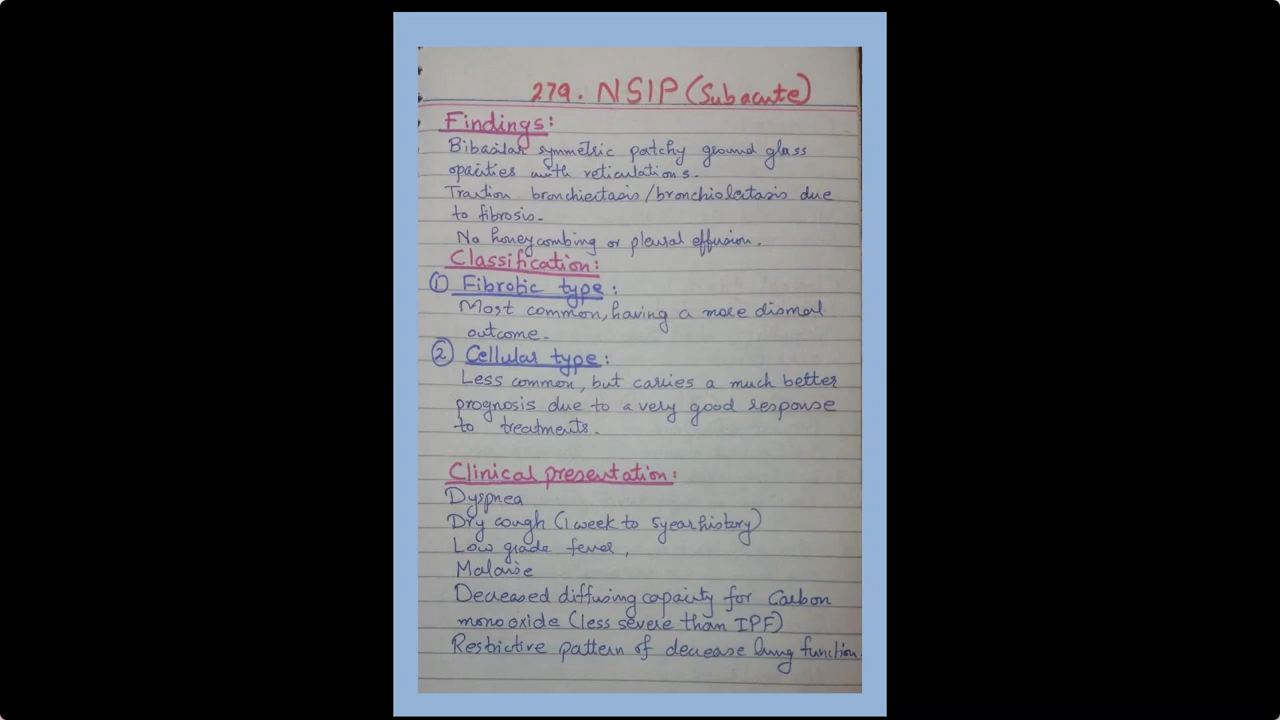 279. NSIP (Subacute)
Findings:
Bibasilar symmetric patchy ground glass
opacities with reticulations.
Traction bronchiectasis/bronchiolectasis due
to fibrosis.
No honeycombing or pleural effusion.
Classification:
① Fibrotic type:
Most common, having a more dismal
outcome.
② Cellular type:
Less common, but carries a much better
prognosis due to a very good response
to treatments.
Clinical presentation:
Dyspnea
Dry cough (1 week to 5 year history)
Low grade fever,
Malaise
Decreased diffusing capacity for Carbon
monooxide (less severe than IPF)
Restrictive pattern of decrease lung function.